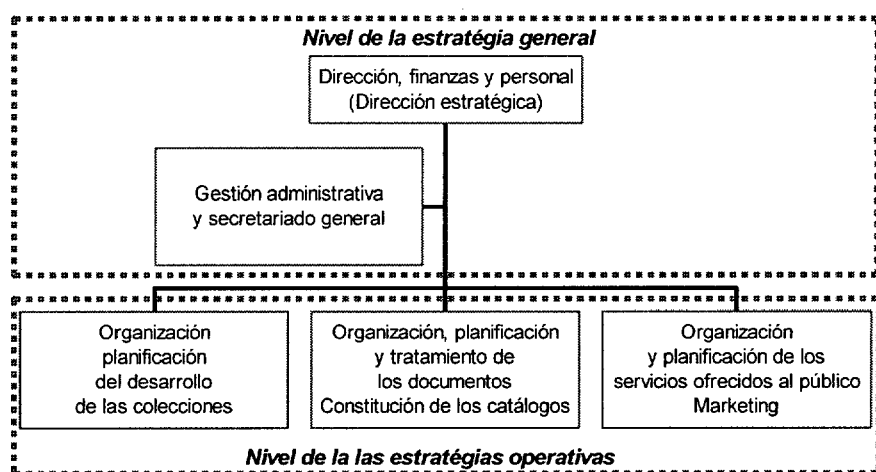 Nivel de la estratégia general
Dirección, finanzas y personal
(Dirección estratégica)
Gestión administrativa
y secretariado general
Organización
planificación
del desarrollo
de las colecciones
Organización, planificación
y tratamiento de
los documentos
Constitución de los catálogos
Organización
y planificación de los
servicios ofrecidos al público
Marketing
Nivel de la las estratégias operativas